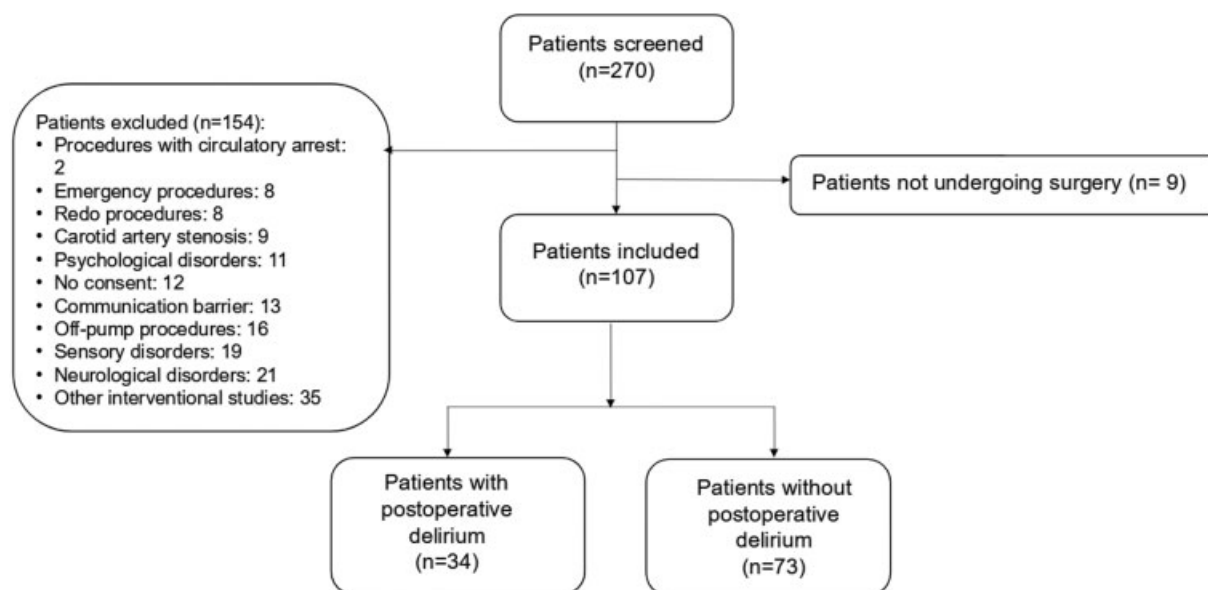 Patients screened
(n=270)
Patients excluded (n=154):
• Procedures with circulatory arrest:
2
• Emergency procedures: 8
• Redo procedures: 8
• Carotid artery stenosis: 9
• Psychological disorders: 11
• No consent: 12
• Communication barrier: 13
• Off-pump procedures: 16
• Sensory disorders: 19
• Neurological disorders: 21
• Other interventional studies: 35
Patients not undergoing surgery (n= 9)
Patients included
(n=107)
Patients with
postoperative
delirium
(n=34)
Patients without
postoperative
delirium
(n=73)